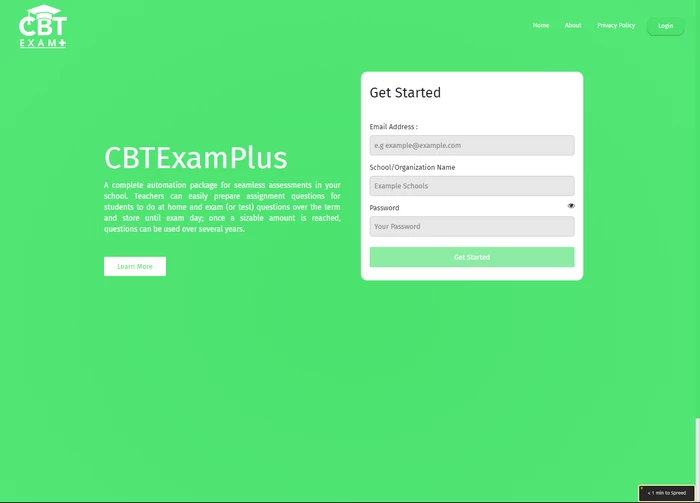 CBT
EXAM+
Home
About
Privacy Policy
Login
CBTExamPlus
A complete automation package for seamless assessments in your
school. Teachers can easily prepare assignment questions for
students to do at home and exam (or test) questions over the term
and store until exam day; once a sizable amount is reached,
questions can be used over several years.
Learn More
Get Started
Email Address :
e.g example@example.com
School/Organization Name
Example Schools
Password
Your Password
Get Started
< 1 min to Spreed